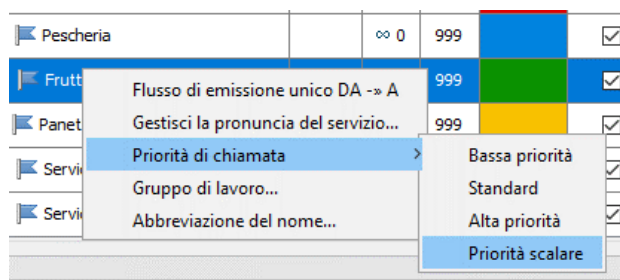 Pescheria ∞ 0 999
Frutt 999
Flusso di emissione unico DA -» A
Gestisci la pronuncia del servizio...
Panet 999
Priorità di chiamata
Bassa priorità
Servi
Gruppo di lavoro...
Standard
Servi
Abbreviazione del nome...
Alta priorità
Priorità scalare